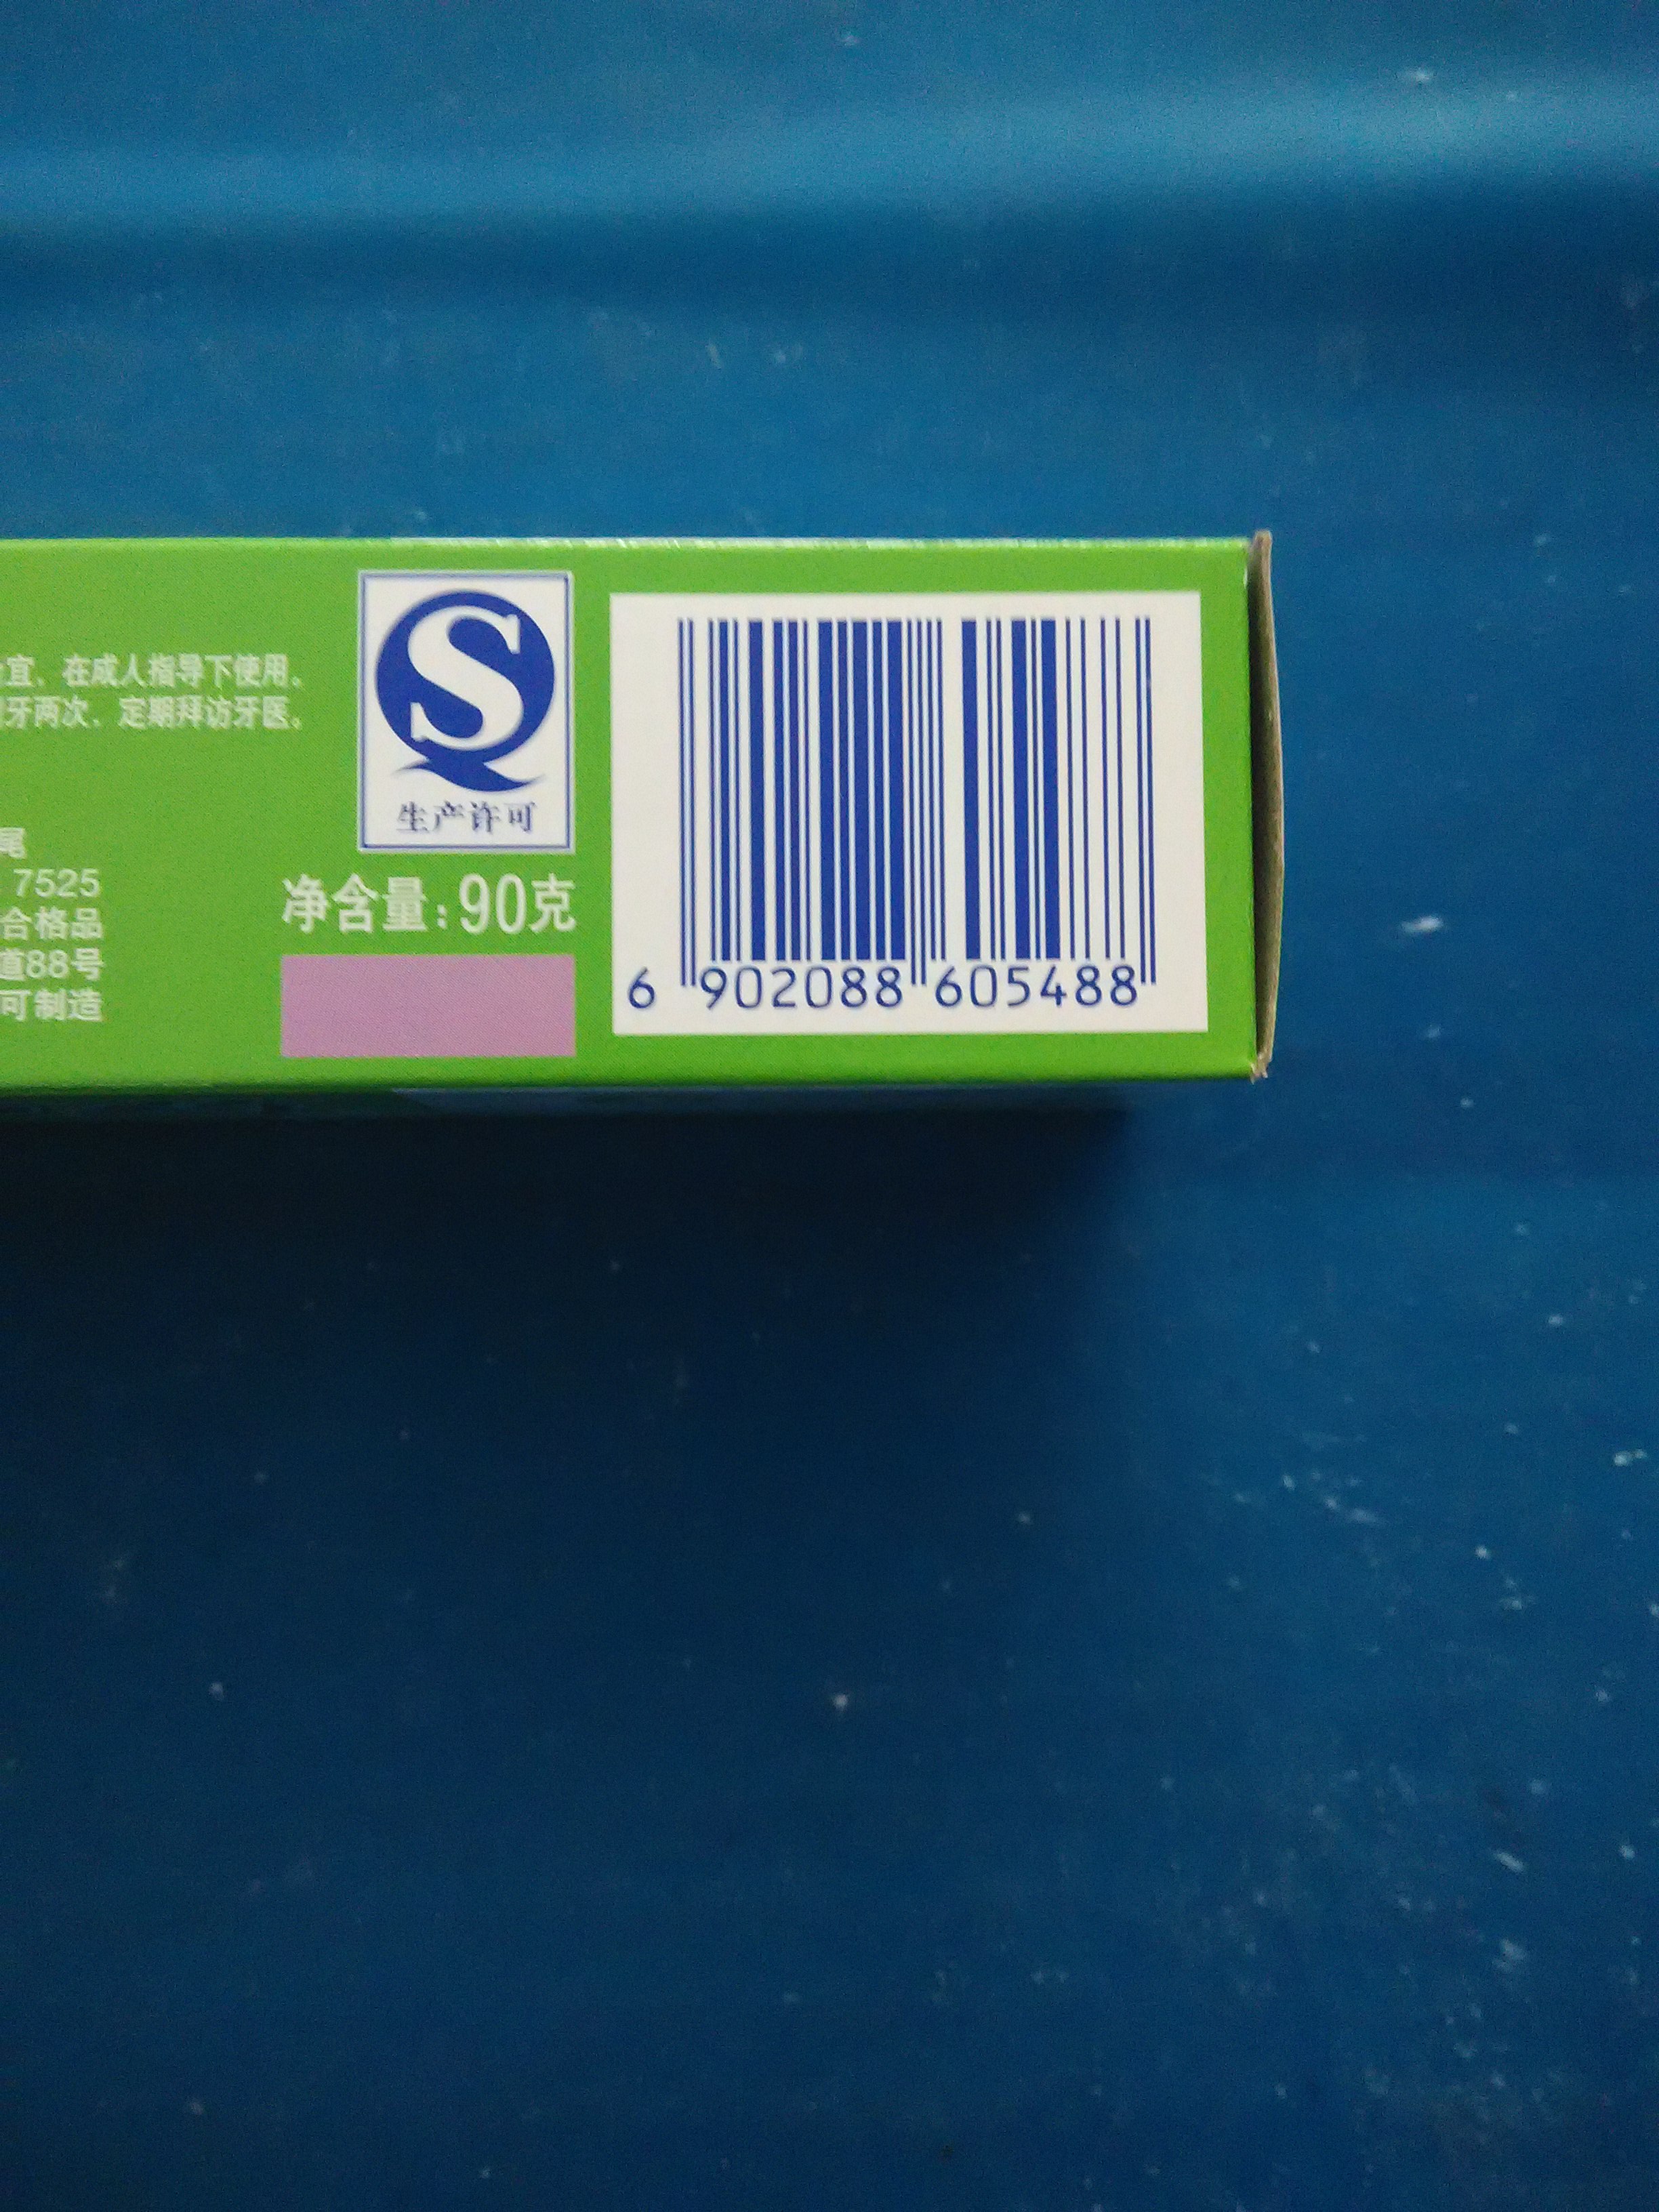 宜，在成人指导下使用。
牙两次，定期拜访牙医。
S
生产许可
尾
7525
合格品
道88号
可制造
净含量:90克
6 902088 605488